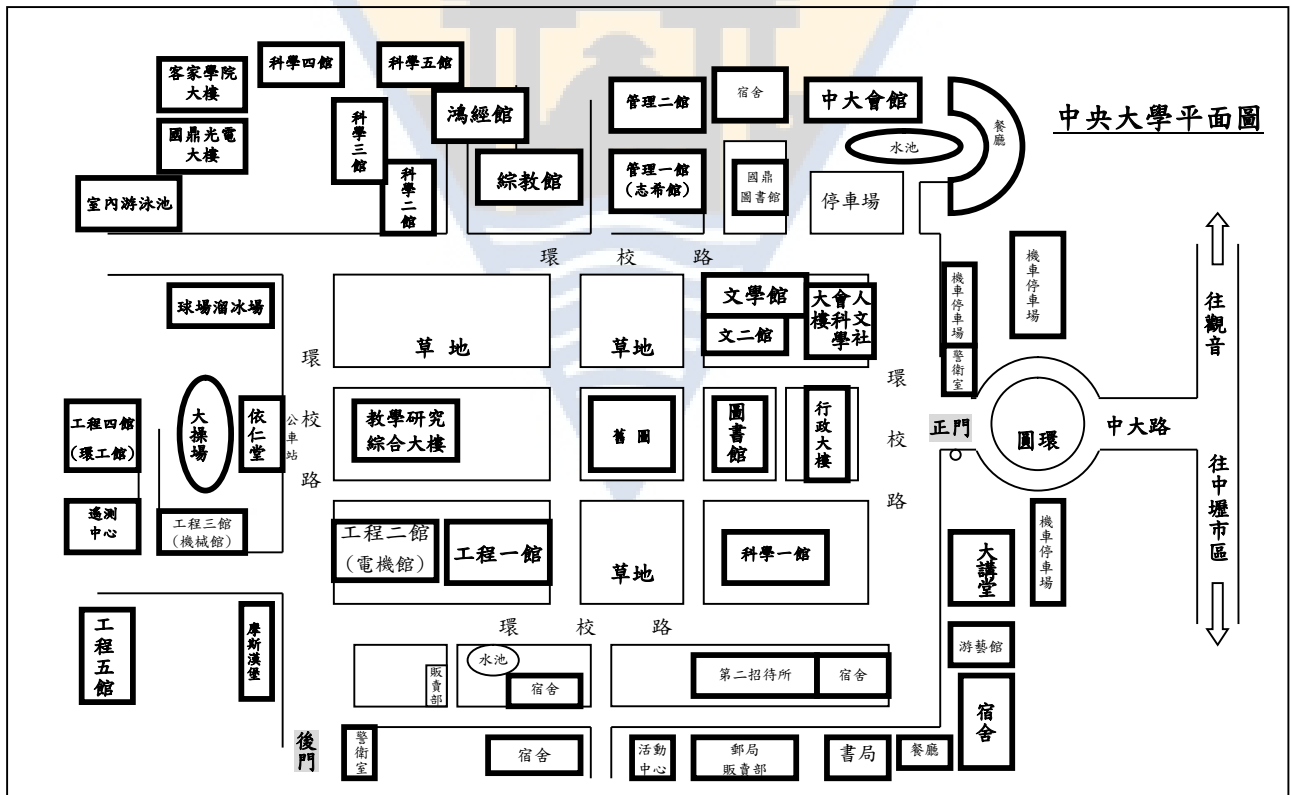 中央大學平面圖
客家學院
大樓
科學四館
科學五館
國鼎光電
大樓
科學三館
鴻經館
管理二館
宿舍
中大會館
餐廳
水池
室內游泳池
科學二館
綜教館
管理一館
(志希館)
國鼎
圖書館
停車場
環校路
機車停車場
機車停車場
往觀音
球場溜冰場
草地
草地
文學館
文二館
人文社
會科學
大樓
警衛室
環校路
環校路
工程四館
(環工館)
大操場
依仁堂
公車站
教學研究
綜合大樓
舊圖
圖書館
行政大樓
正門
圓環
中大路
往中壢市區
遙測
中心
工程三館
(機械館)
工程二館
(電機館)
工程一館
草地
科學一館
大講堂
機車停車場
工程五館
摩斯漢堡
環校路
販賣部
水池
宿舍
第二招待所
宿舍
游藝館
宿舍
後門
警衛室
宿舍
活動
中心
郵局
販賣部
書局
餐廳